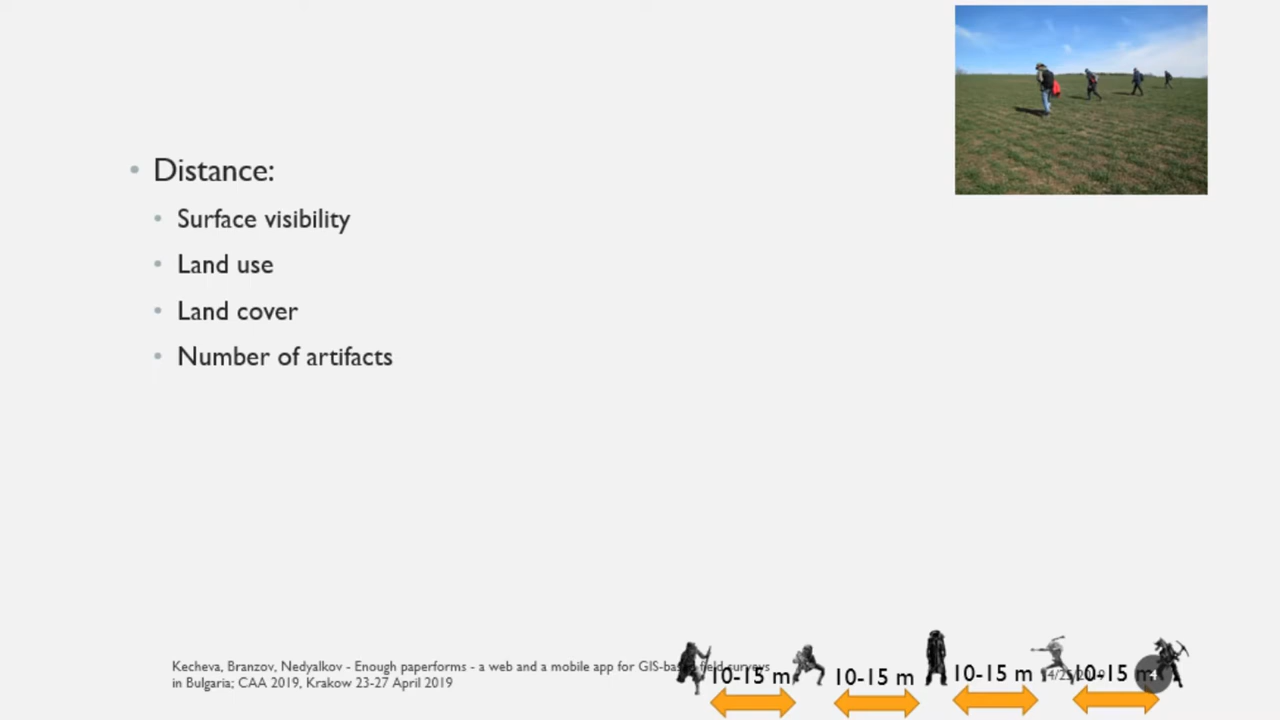 Distance:
Surface visibility
Land use
Land cover
Number of artifacts
Kecheva, Branzov, Nedyalkov - Enough paperforms - a web and a mobile app for GIS-based field surveys
in Bulgaria; CAA 2019, Krakow 23-27 April 2019
10-15 m
10-15 m
10-15 m
10-15 m
4